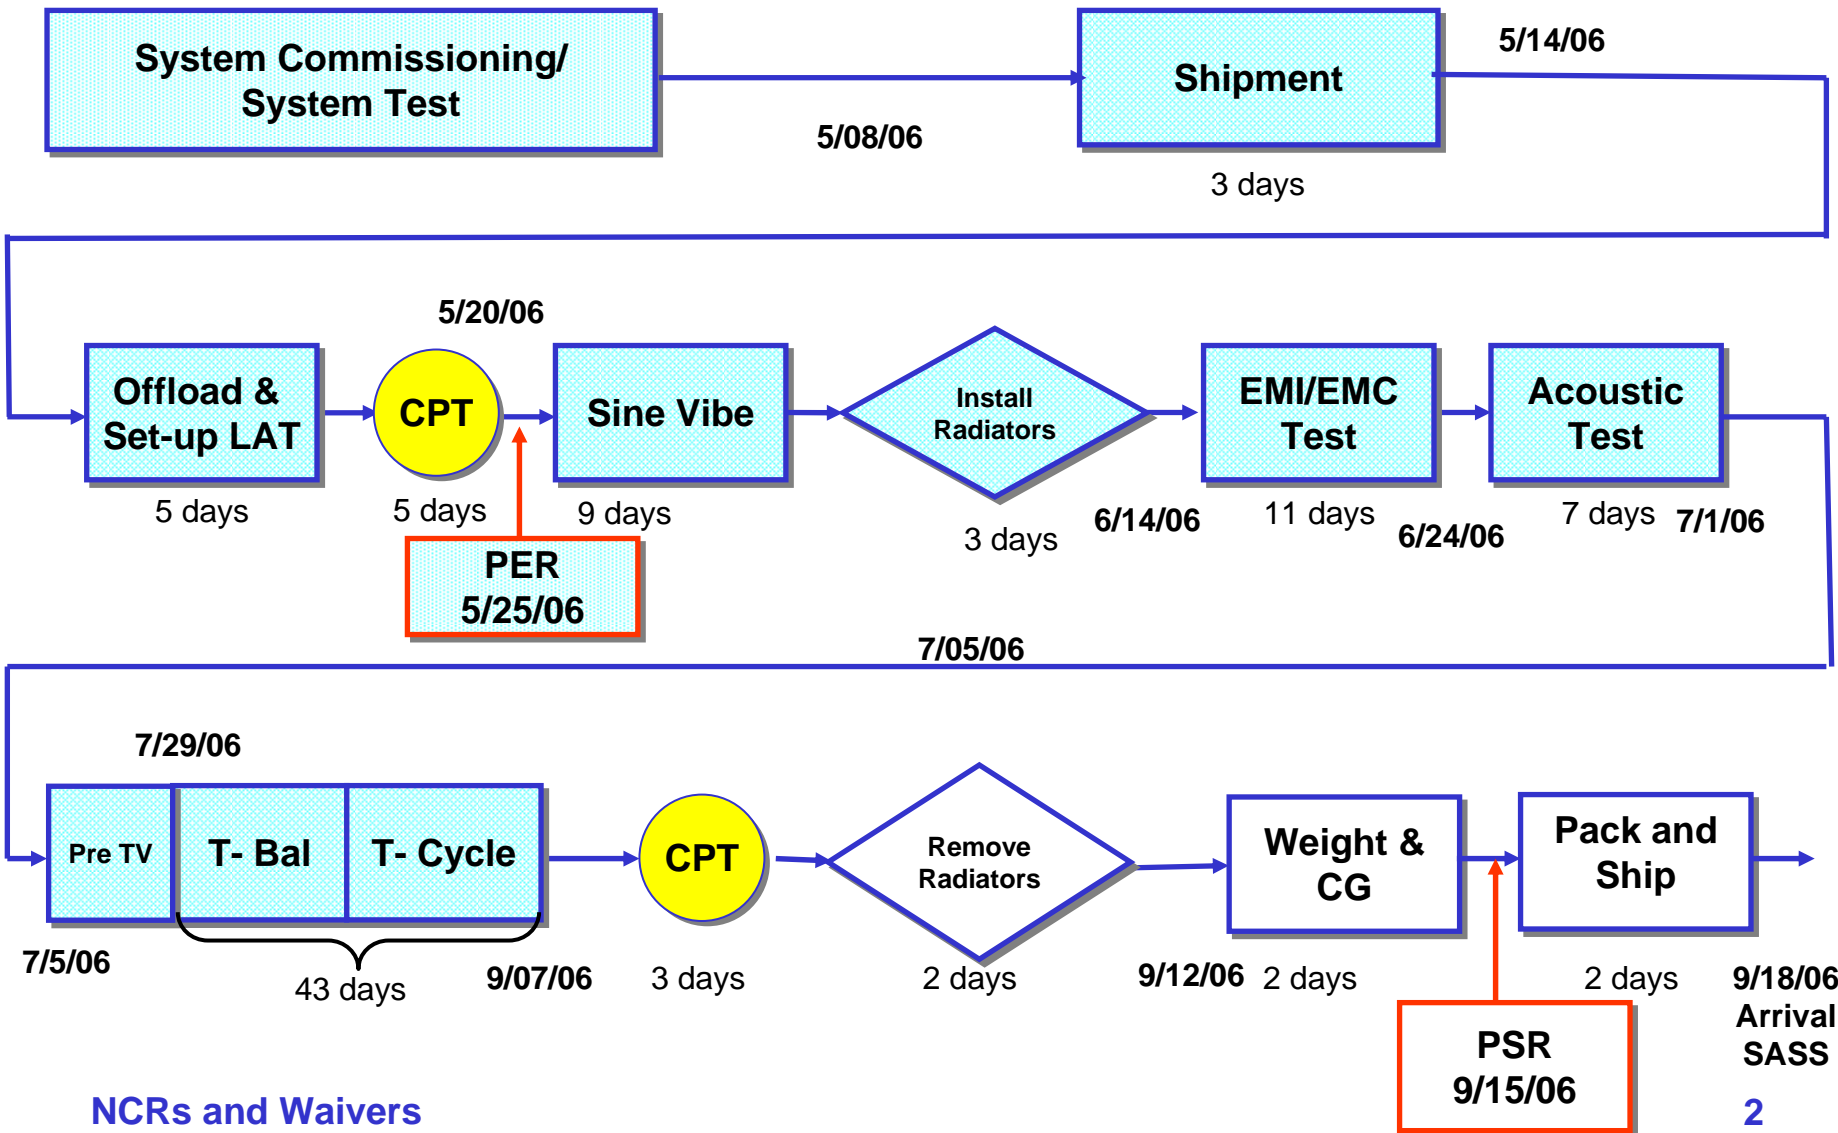 System Commissioning/
System Test
5/08/06
Shipment
3 days
5/14/06
5/20/06
Offload &
Set-up LAT
5 days
CPT
5 days
PER
5/25/06
Sine Vibe
9 days
Install
Radiators
3 days
6/14/06
EMI/EMC
Test
11 days
6/24/06
Acoustic
Test
7 days
7/1/06
7/05/06
7/29/06
Pre TV
7/5/06
T- Bal
T- Cycle
43 days
9/07/06
CPT
3 days
Remove
Radiators
2 days
9/12/06
Weight &
CG
2 days
PSR
9/15/06
Pack and
Ship
2 days
9/18/06
Arrival
SASS
NCRs and Waivers
2